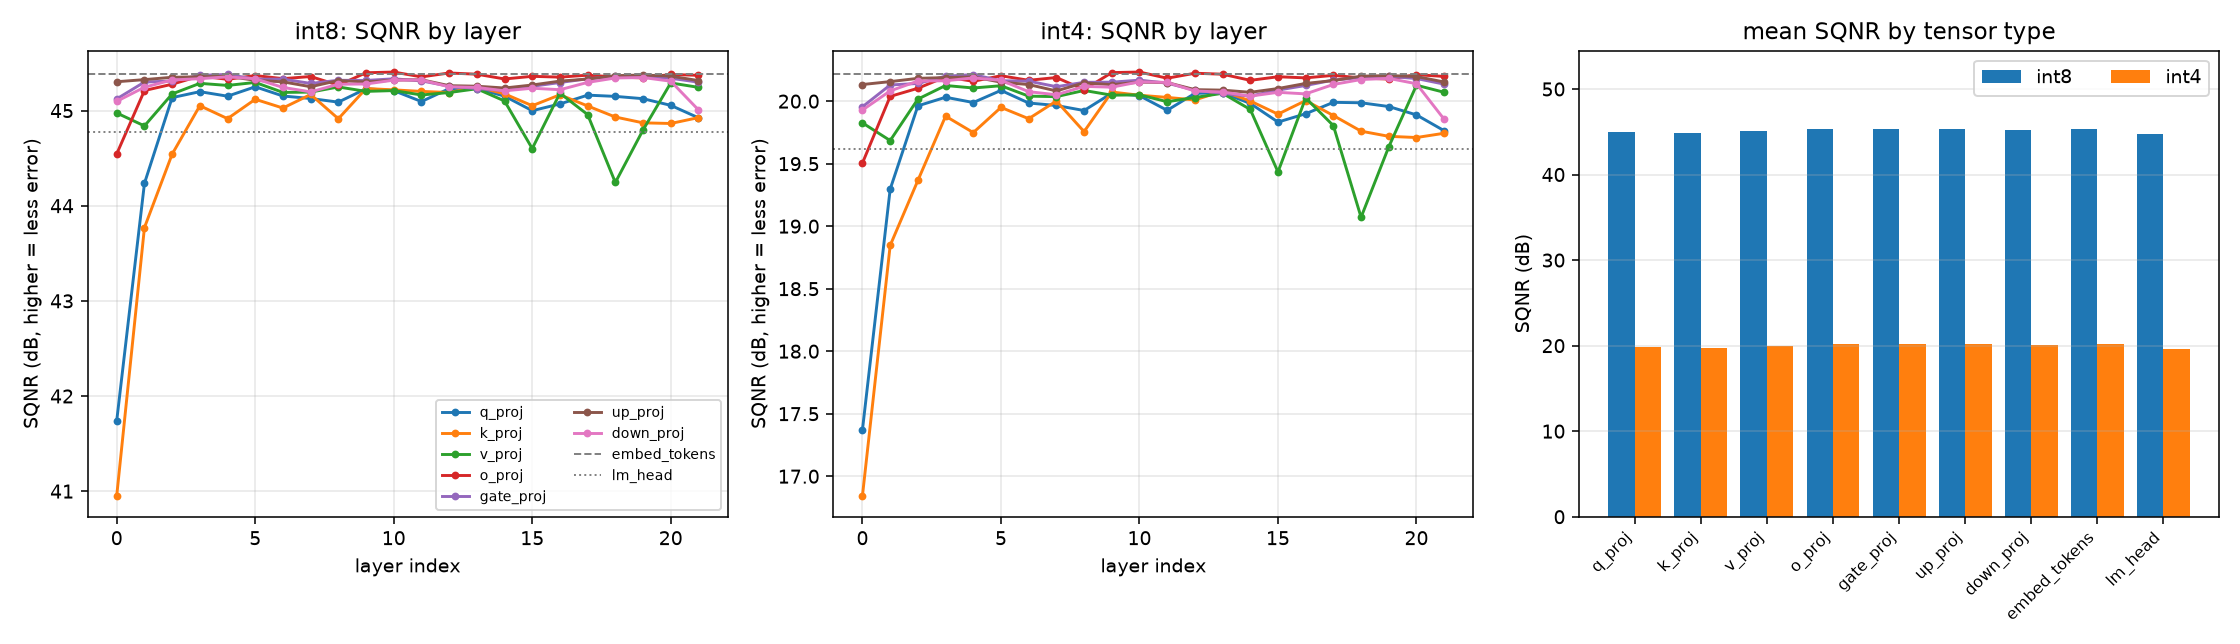 int8: SQNR by layer
SQNR (dB, higher = less error)
45
44
43
42
41
0
5
10
15
20
layer index
q_proj
k_proj
v_proj
o_proj
gate_proj
up_proj
down_proj
embed_tokens
lm_head
int4: SQNR by layer
SQNR (dB, higher = less error)
20.0
19.5
19.0
18.5
18.0
17.5
17.0
0
5
10
15
20
layer index
mean SQNR by tensor type
SQNR (dB)
50
40
30
20
10
0
int8
int4
q_proj
k_proj
v_proj
o_proj
gate_proj
up_proj
down_proj
embed_tokens
lm_head